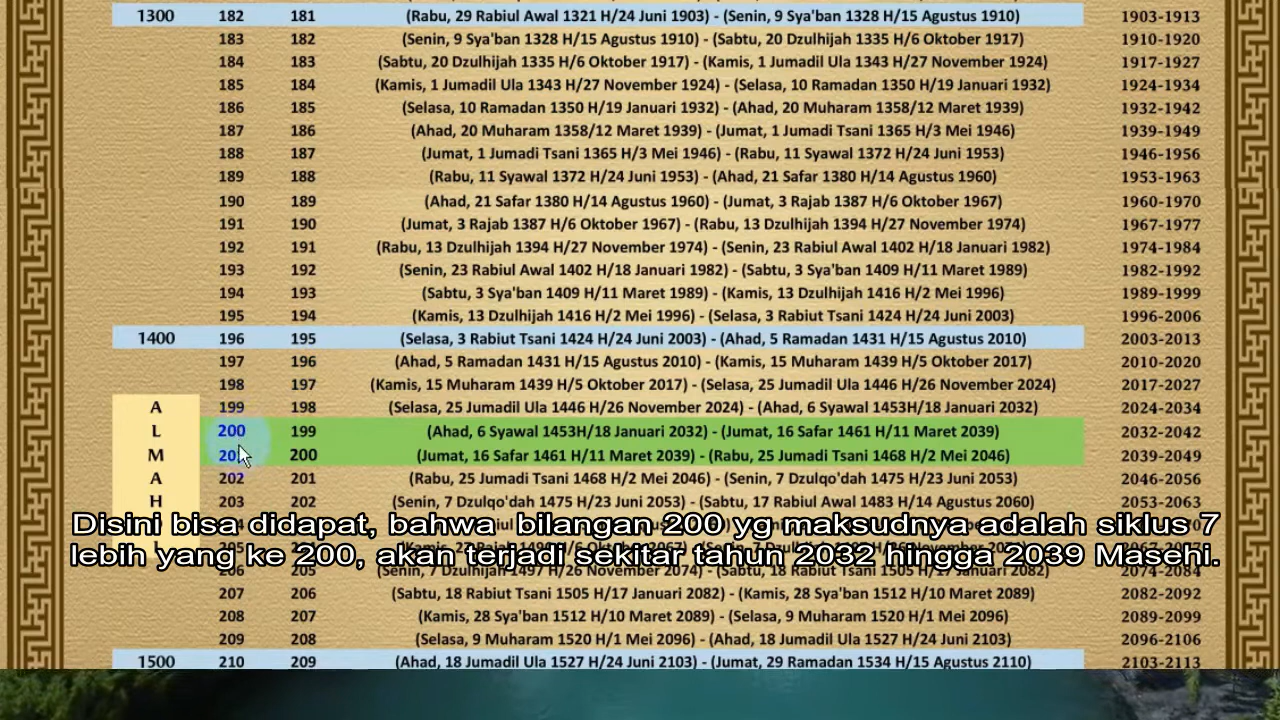 1300 182 181 (Rabu, 29 Rabiul Awal 1321 H/24 Juni 1903) - (Senin, 9 Sya'ban 1328 H/15 Agustus 1910) 1903-1913
183 182 (Senin, 9 Sya'ban 1328 H/15 Agustus 1910) - (Sabtu, 20 Dzulhijah 1335 H/6 Oktober 1917) 1910-1920
184 183 (Sabtu, 20 Dzulhijah 1335 H/6 Oktober 1917) - (Kamis, 1 Jumadil Ula 1343 H/27 November 1924) 1917-1927
185 184 (Kamis, 1 Jumadil Ula 1343 H/27 November 1924) - (Selasa, 10 Ramadan 1350 H/19 Januari 1932) 1924-1934
186 185 (Selasa, 10 Ramadan 1350 H/19 Januari 1932) - (Ahad, 20 Muharam 1358/12 Maret 1939) 1932-1942
187 186 (Ahad, 20 Muharam 1358/12 Maret 1939) - (Jumat, 1 Jumadi Tsani 1365 H/3 Mei 1946) 1939-1949
188 187 (Jumat, 1 Jumadi Tsani 1365 H/3 Mei 1946) - (Rabu, 11 Syawal 1372 H/24 Juni 1953) 1946-1956
189 188 (Rabu, 11 Syawal 1372 H/24 Juni 1953) - (Ahad, 21 Safar 1380 H/14 Agustus 1960) 1953-1963
190 189 (Ahad, 21 Safar 1380 H/14 Agustus 1960) - (Jumat, 3 Rajab 1387 H/6 Oktober 1967) 1960-1970
191 190 (Jumat, 3 Rajab 1387 H/6 Oktober 1967) - (Rabu, 13 Dzulhijah 1394 H/27 November 1974) 1967-1977
192 191 (Rabu, 13 Dzulhijah 1394 H/27 November 1974) - (Senin, 23 Rabiul Awal 1402 H/18 Januari 1982) 1974-1984
193 192 (Senin, 23 Rabiul Awal 1402 H/18 Januari 1982) - (Sabtu, 3 Sya'ban 1409 H/11 Maret 1989) 1982-1992
194 193 (Sabtu, 3 Sya'ban 1409 H/11 Maret 1989) - (Kamis, 13 Dzulhijah 1416 H/2 Mei 1996) 1989-1999
195 194 (Kamis, 13 Dzulhijah 1416 H/2 Mei 1996) - (Selasa, 3 Rabiut Tsani 1424 H/24 Juni 2003) 1996-2006
1400 196 195 (Selasa, 3 Rabiut Tsani 1424 H/24 Juni 2003) - (Ahad, 5 Ramadan 1431 H/15 Agustus 2010) 2003-2013
197 196 (Ahad, 5 Ramadan 1431 H/15 Agustus 2010) - (Kamis, 15 Muharam 1439 H/5 Oktober 2017) 2010-2020
198 197 (Kamis, 15 Muharam 1439 H/5 Oktober 2017) - (Selasa, 25 Jumadil Ula 1446 H/26 November 2024) 2017-2027
A 199 198 (Selasa, 25 Jumadil Ula 1446 H/26 November 2024) - (Ahad, 6 Syawal 1453H/18 Januari 2032) 2024-2034
L 200 199 (Ahad, 6 Syawal 1453H/18 Januari 2032) - (Jumat, 16 Safar 1461 H/11 Maret 2039) 2032-2042
M 200 (Jumat, 16 Safar 1461 H/11 Maret 2039) - (Rabu, 25 Jumadi Tsani 1468 H/2 Mei 2046) 2039-2049
A 202 201 (Rabu, 25 Jumadi Tsani 1468 H/2 Mei 2046) - (Senin, 7 Dzulqo'dah 1475 H/23 Juni 2053) 2046-2056
H 203 202 (Senin, 7 Dzulqo'dah 1475 H/23 Juni 2053) - (Sabtu, 17 Rabiul Awal 1483 H/14 Agustus 2060) 2053-2063
Disini bisa didapat, bahwa bilangan 200 yg maksudnya adalah siklus 7
lebih yang ke 200, akan terjadi sekitar tahun 2032 hingga 2039 Masehi.
206 205 (Senin, 7 Dzulhijah 1497 H/26 November 2074) - (Sabtu, 18 Rabiut Tsani 1505 H/17 Januari 2082) 2074-2084
207 206 (Sabtu, 18 Rabiut Tsani 1505 H/17 Januari 2082) - (Kamis, 28 Sya'ban 1512 H/10 Maret 2089) 2082-2092
208 207 (Kamis, 28 Sya'ban 1512 H/10 Maret 2089) - (Selasa, 9 Muharam 1520 H/1 Mei 2096) 2089-2099
209 208 (Selasa, 9 Muharam 1520 H/1 Mei 2096) - (Ahad, 18 Jumadil Ula 1527 H/24 Juni 2103) 2096-2106
1500 210 209 (Ahad, 18 Jumadil Ula 1527 H/24 Juni 2103) - (Jumat, 29 Ramadan 1534 H/15 Agustus 2110) 2103-2113